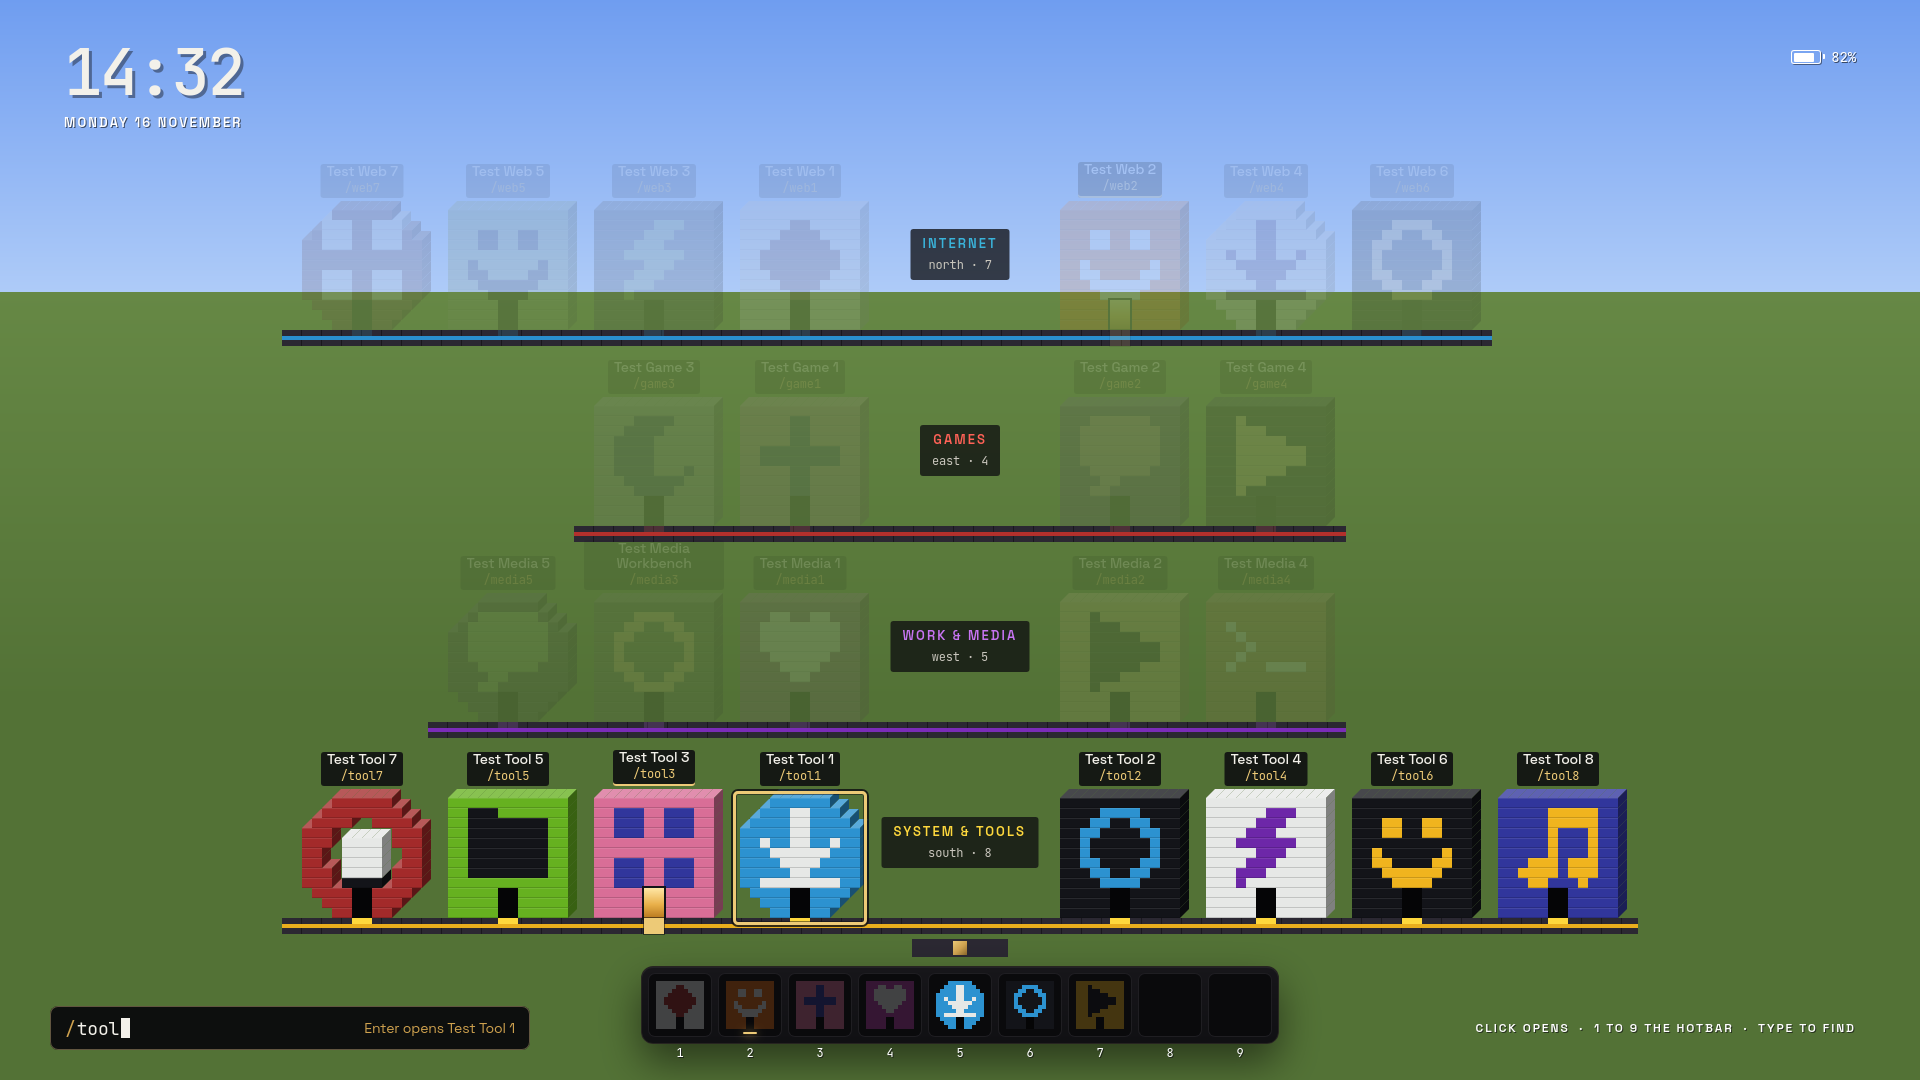 14:32
MONDAY 16 NOVEMBER
82%
Test Web 7
/web7
Test Web 5
/web5
Test Web 3
/web3
Test Web 1
/web1
INTERNET
north · 7
Test Web 2
/web2
Test Web 4
/web4
Test Web 6
/web6
Test Game 3
/game3
Test Game 1
/game1
GAMES
east · 4
Test Game 2
/game2
Test Game 4
/game4
Test Media 5
/media5
Test Media
Workbench
/media3
Test Media 1
/media1
WORK & MEDIA
west · 5
Test Media 2
/media2
Test Media 4
/media4
Test Tool 7
/tool7
Test Tool 5
/tool5
Test Tool 3
/tool3
Test Tool 1
/tool1
SYSTEM & TOOLS
south · 8
Test Tool 2
/tool2
Test Tool 4
/tool4
Test Tool 6
/tool6
Test Tool 8
/tool8
/tool
Enter opens Test Tool 1
1 2 3 4 5 6 7 8 9
CLICK OPENS · 1 TO 9 THE HOTBAR · TYPE TO FIND